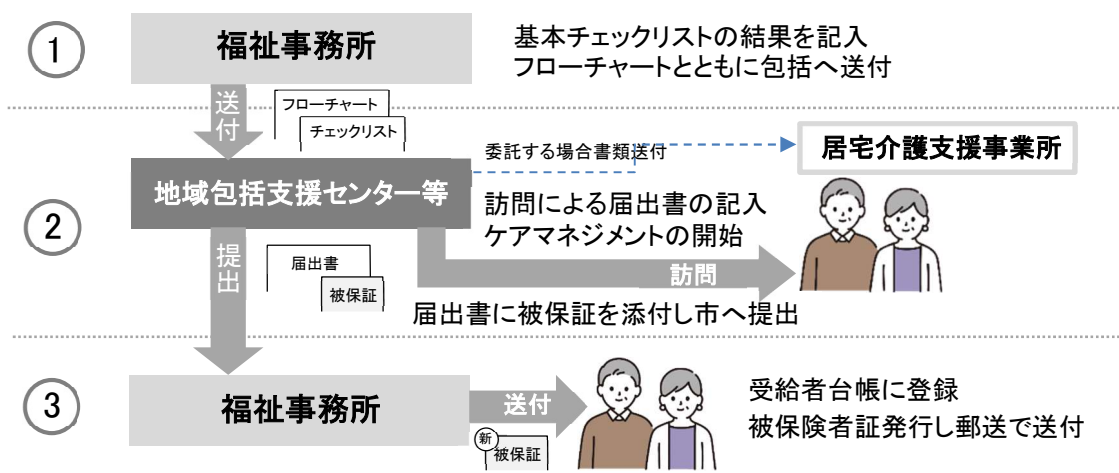 ①
福祉事務所
基本チェックリストの結果を記入
フローチャートとともに包括へ送付
送付
フローチャート
チェックリスト
②
地域包括支援センター等
委託する場合書類送付
居宅介護支援事業所
訪問による届出書の記入
ケアマネジメントの開始
訪問
提出
届出書
被保証
届出書に被保証を添付し市へ提出
③
福祉事務所
送付
新
被保証
受給者台帳に登録
被保険者証発行し郵送で送付